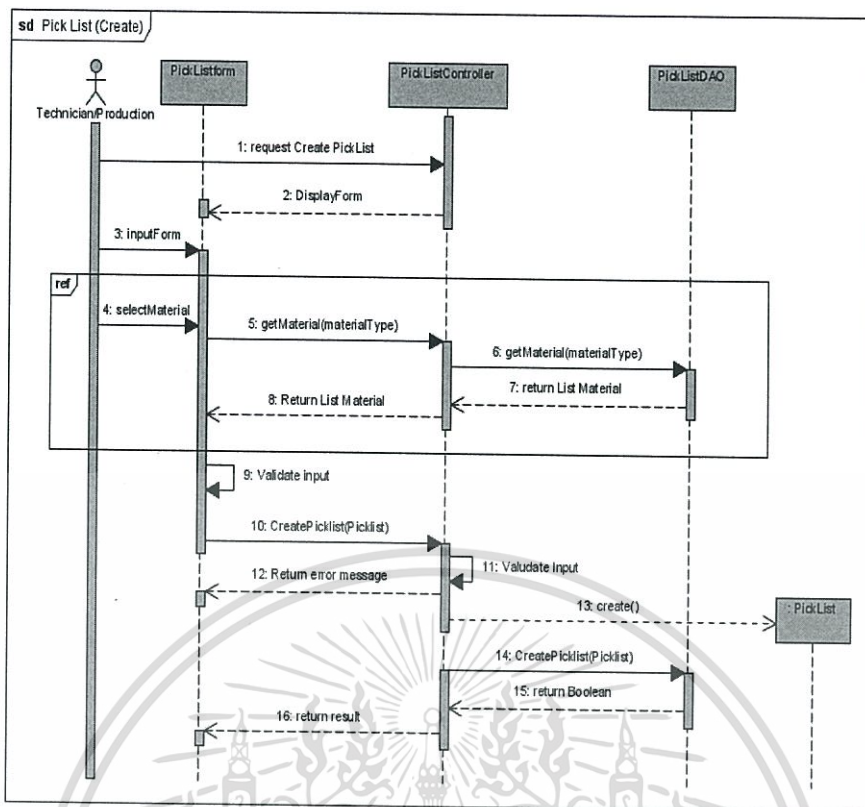 sd Pick List (Create)
PickListform
PickListController
PickListDAO
Technician/Production
1: request Create PickList
2: DisplayForm
3: inputForm
ref
4: selectMaterial
5: getMaterial(materialType)
6: getMaterial(materialType)
7: return List Material
8: Return List Material
9: Validate input
10: CreatePicklist(Picklist)
11: Valudate input
12: Return error message
13: create()
: PickList
14: CreatePicklist(Picklist)
15: return Boolean
16: return result